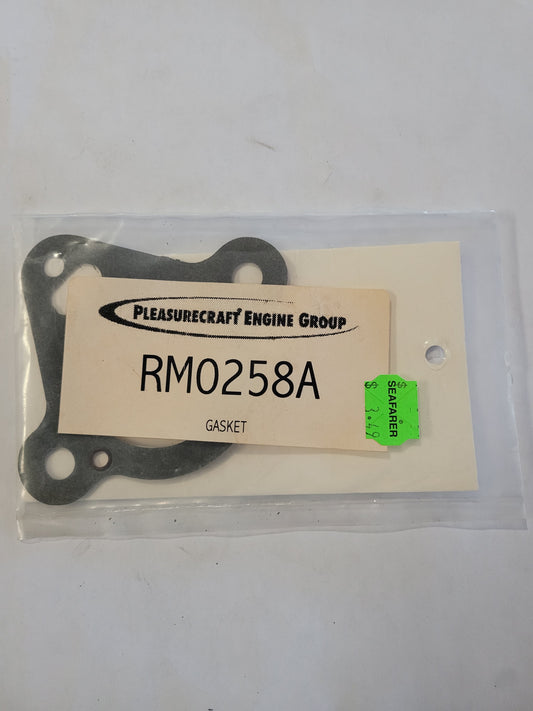 PLEASURECRAFT® ENGINE GROUP
RM0258A
GASKET
SEAFARER
$ 3.49